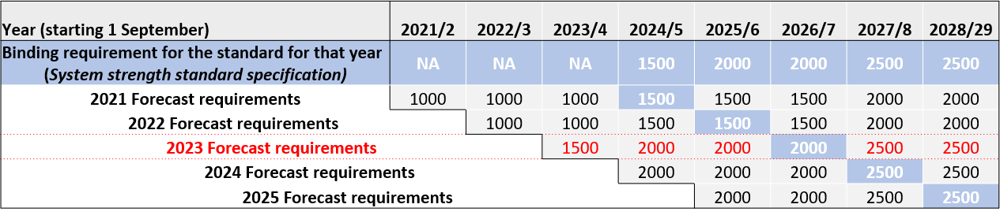 Year (starting 1 September) 2021/2 2022/3 2023/4 2024/5 2025/6 2026/7 2027/8 2028/29
Binding requirement for the standard for that year
(System strength standard specification) NA NA NA 1500 2000 2000 2500 2500
2021 Forecast requirements 1000 1000 1000 1500 1500 1500 2000 2000
2022 Forecast requirements 1000 1000 1500 1500 1500 2000 2000
2023 Forecast requirements 1500 2000 2000 2000 2500 2500
2024 Forecast requirements 2000 2000 2000 2500 2500
2025 Forecast requirements 2000 2000 2500 2500